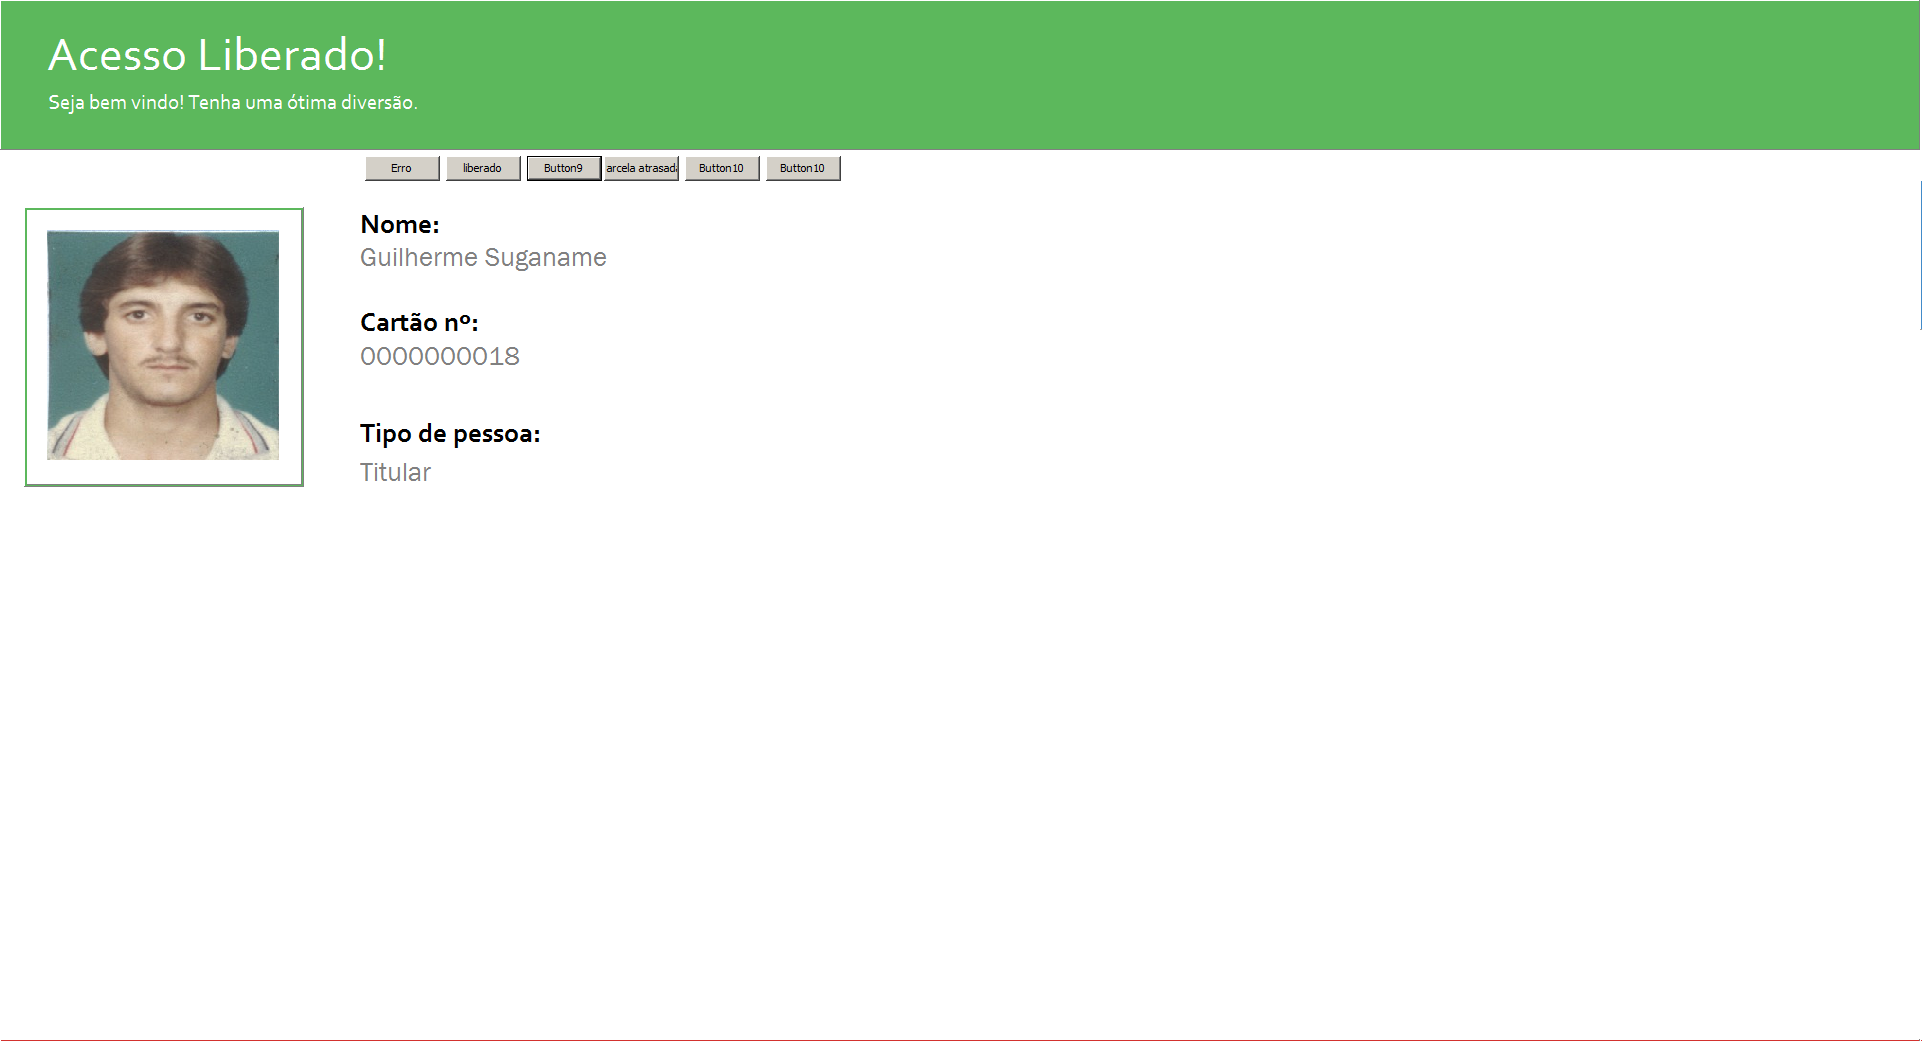 Acesso Liberado!
Seja bem vindo! Tenha uma ótima diversão.
Erro liberado Button9 arcela atrasad Button10 Button10
Nome:
Guilherme Suganame
Cartão nº:
0000000018
Tipo de pessoa:
Titular